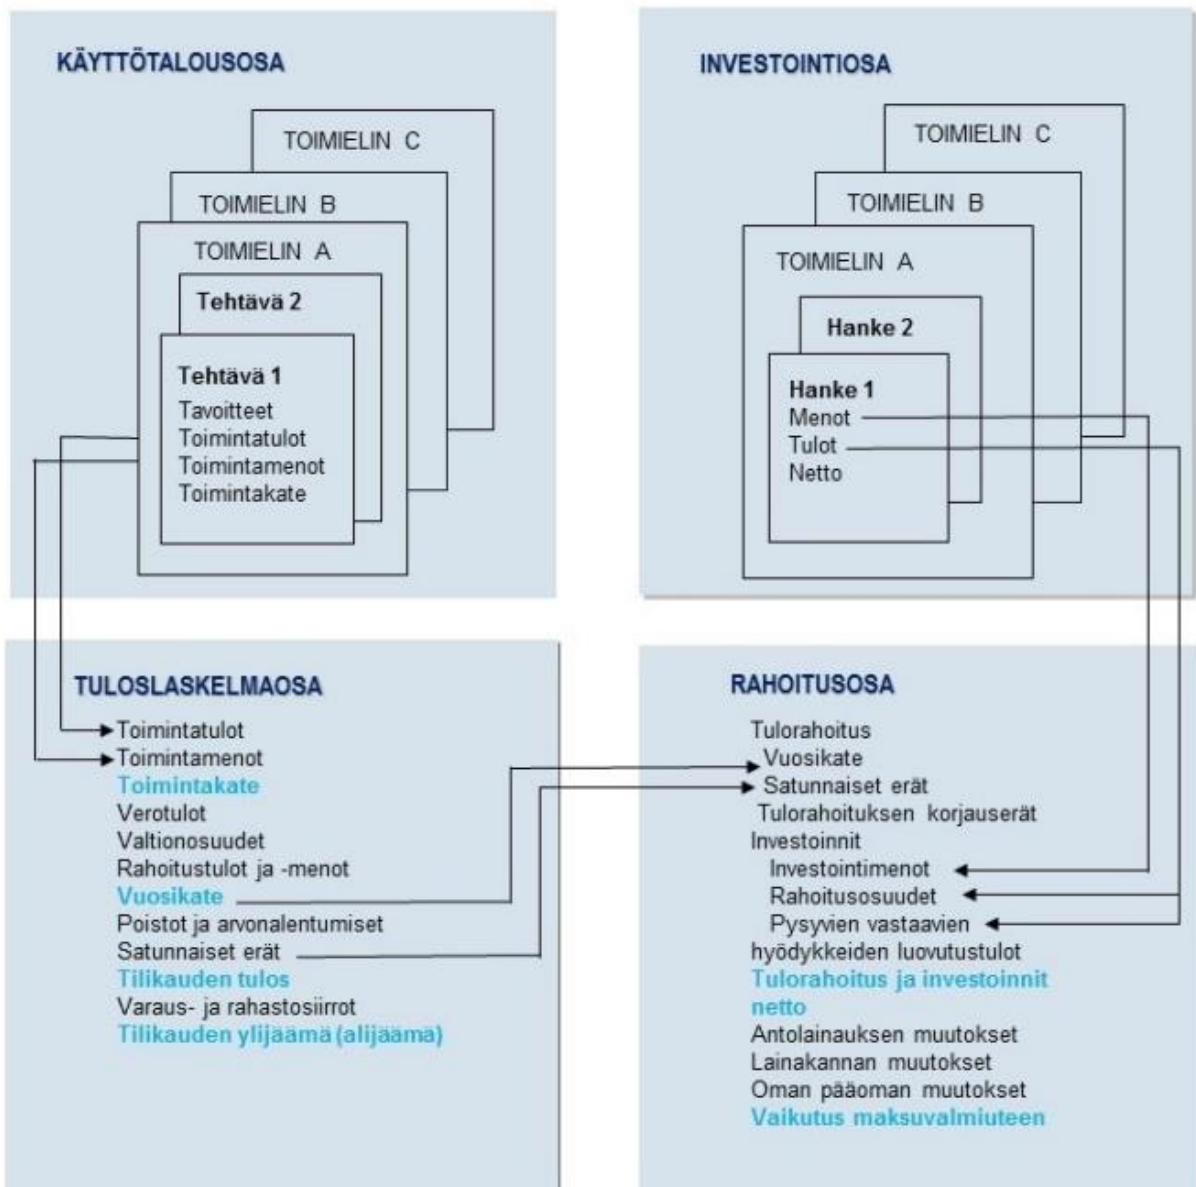 KÄYTTÖTALOUSOSA
TOIMIELIN C
TOIMIELIN B
TOIMIELIN A
Tehtävä 2
Tehtävä 1
Tavoitteet
Toimintatulot
Toimintamenot
Toimintakate
INVESTOINTIOSA
TOIMIELIN C
TOIMIELIN B
TOIMIELIN A
Hanke 2
Hanke 1
Menot
Tulot
Netto
TULOSLASKELMAOSA
Toimintatulot
Toimintamenot
Toimintakate
Verotulot
Valtionosuudet
Rahoitustulot ja -menot
Vuosikate
Poistot ja arvonalentumiset
Satunnaiset erät
Tilikauden tulos
Varaus- ja rahastosiirrot
Tilikauden ylijäämä (alijäämä)
RAHOITUSOSA
Tulorahoitus
Vuosikate
Satunnaiset erät
Tulorahoituksen korjauserät
Investoinnit
Investointimenot
Rahoitusosuudet
Pysyvien vastaavien
hyödykkeiden luovutustulot
Tulorahoitus ja investoinnit
netto
Antolainauksen muutokset
Lainakannan muutokset
Oman pääoman muutokset
Vaikutus maksuvalmiuteen